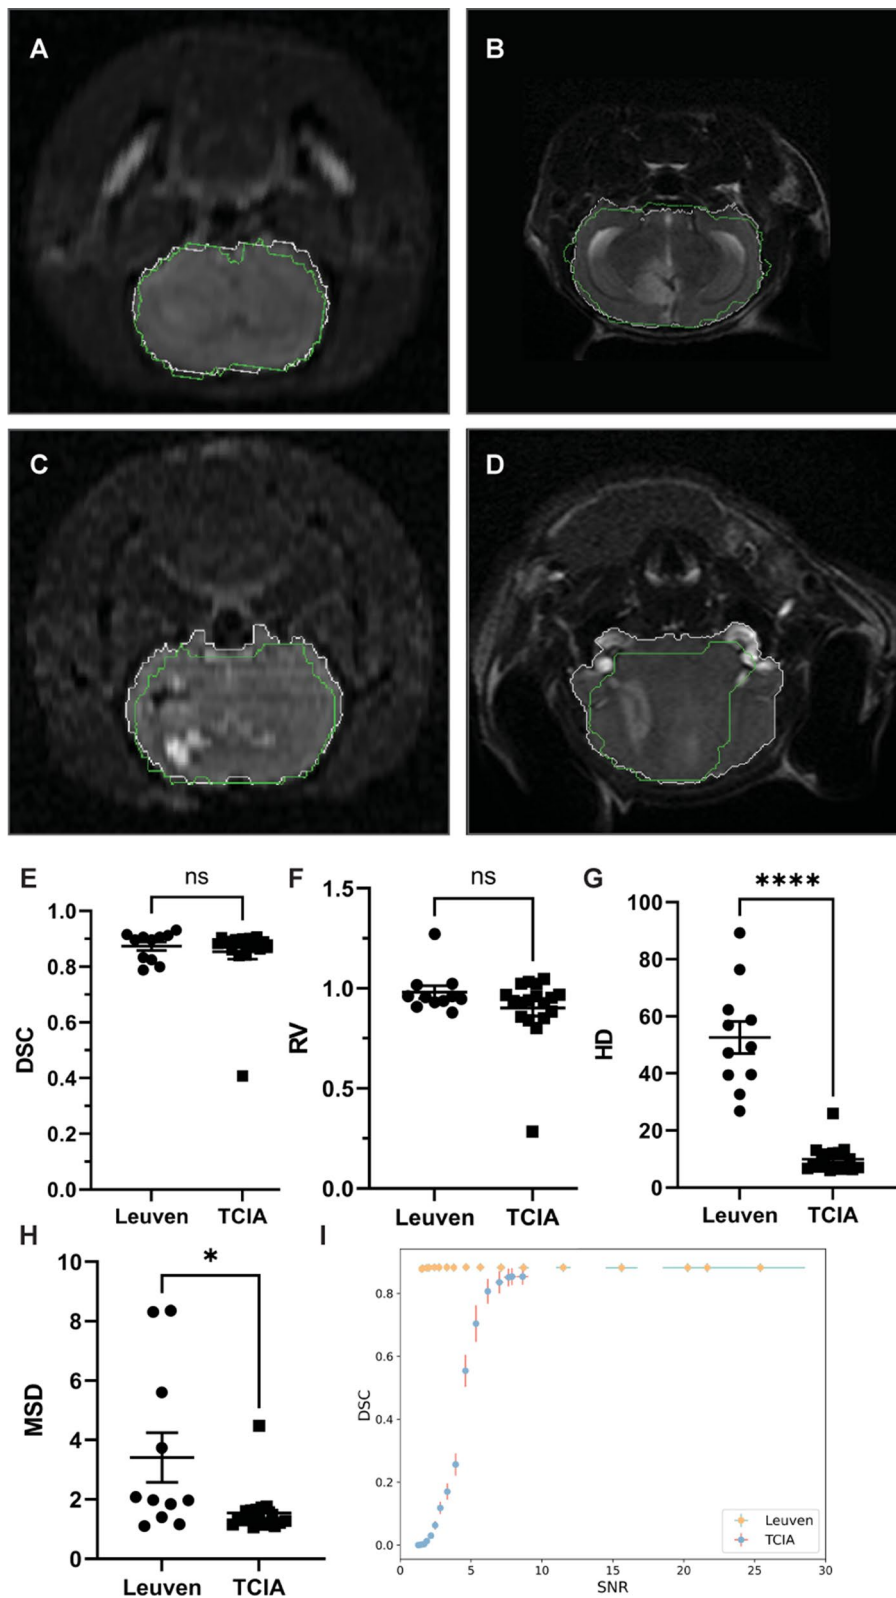 A
B
C
D
E
ns
DSC
1.0
0.8
0.6
0.4
0.2
0.0
Leuven
TCIA
F
ns
RV
1.5
1.0
0.5
0.0
Leuven
TCIA
G
****
HD
100
80
60
40
20
0
Leuven
TCIA
H
*
MSD
10
8
6
4
2
0
Leuven
TCIA
I
DSC
0.8
0.6
0.4
0.2
0.0
0
5
10
15
20
25
30
SNR
Leuven
TCIA